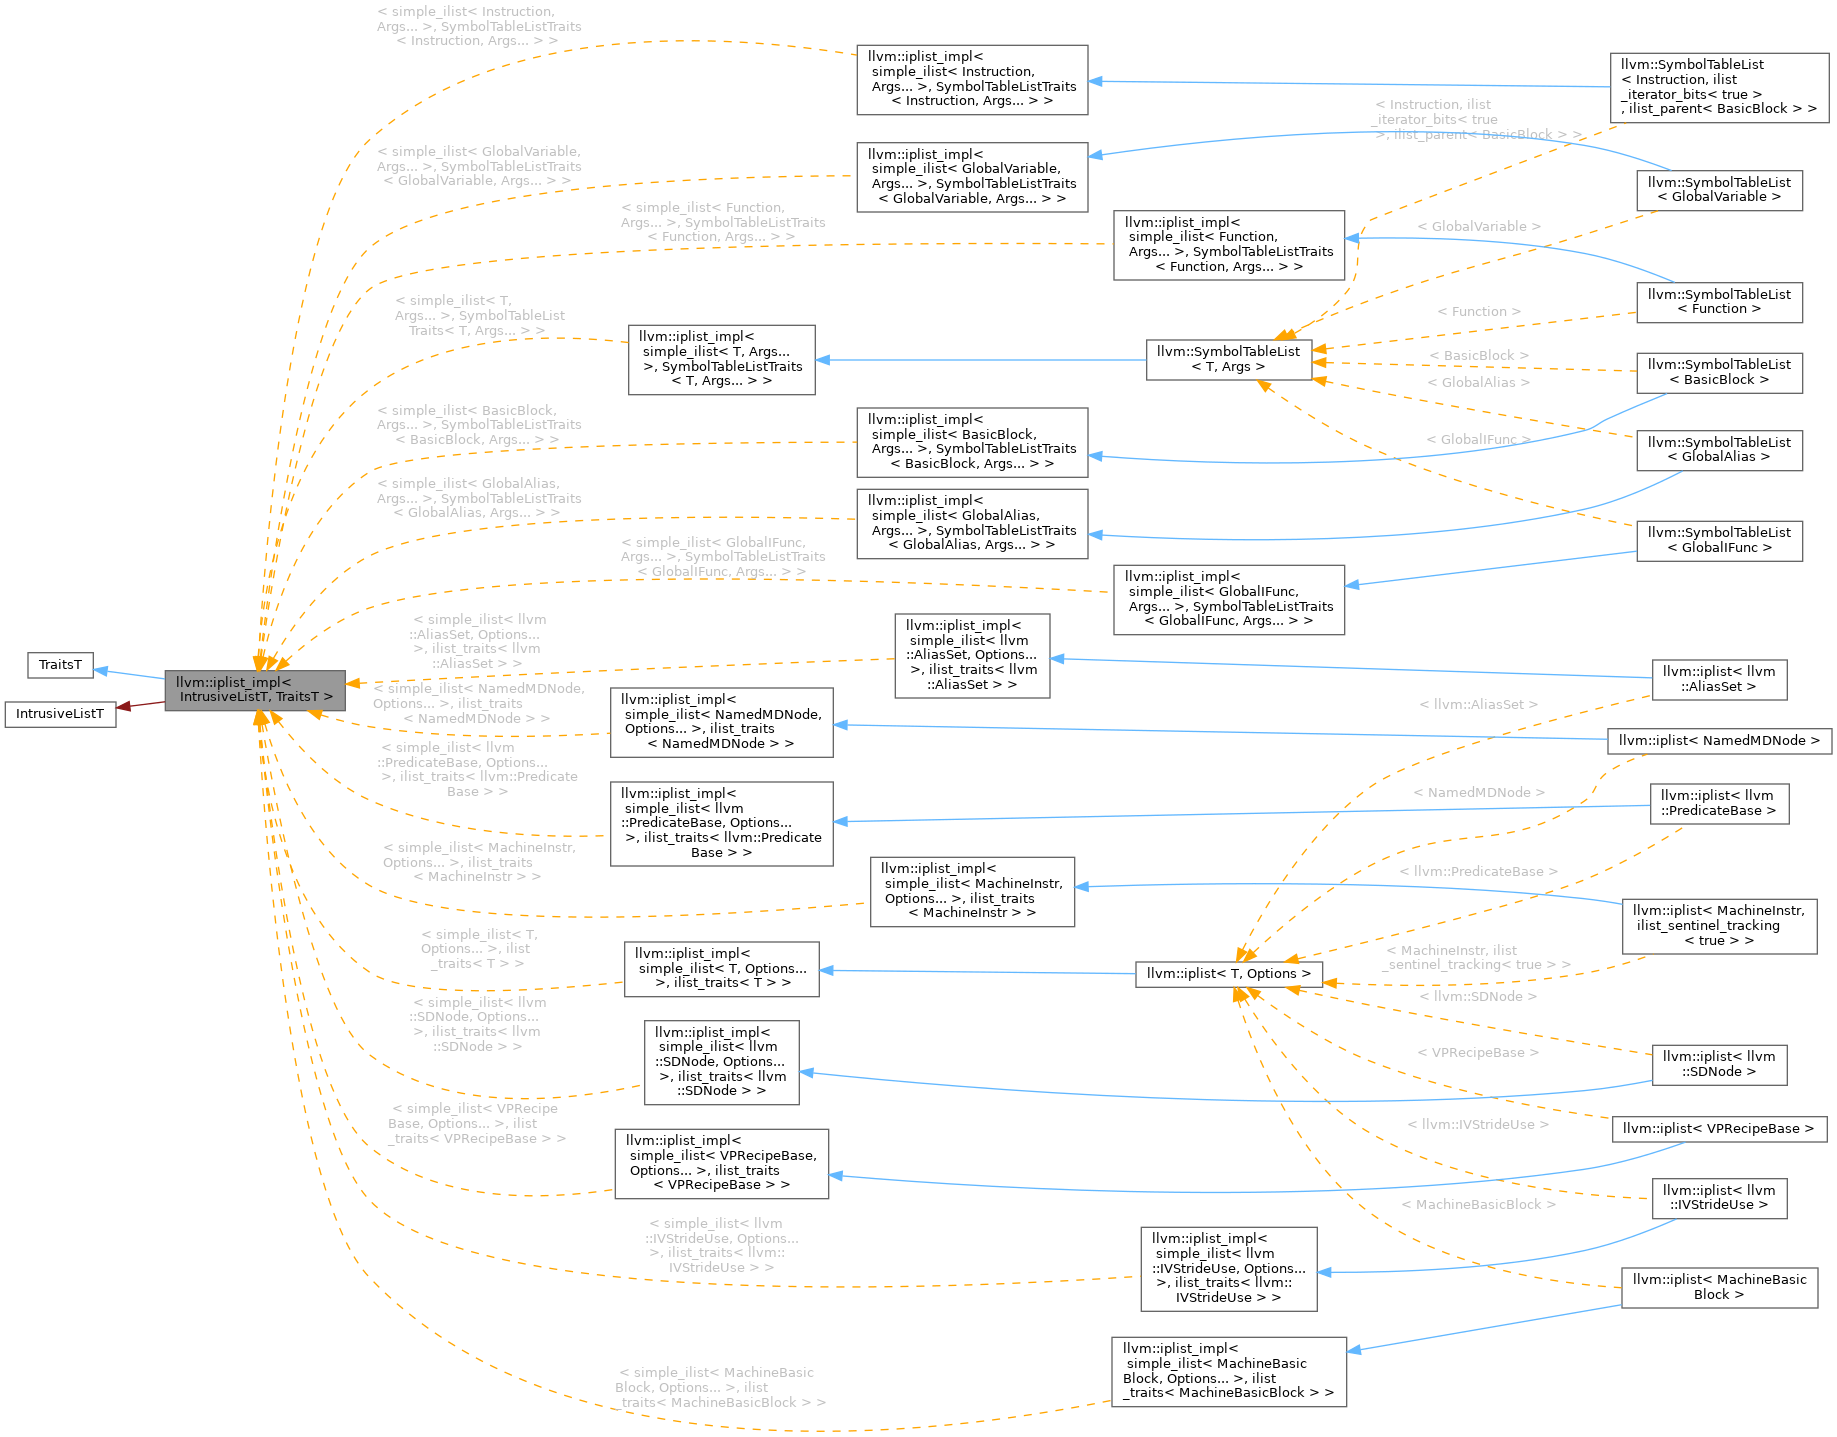 < simple_ilist< Instruction,
Args... >, SymbolTableListTraits
< Instruction, Args... > >
llvm::iplist_impl<
simple_ilist< Instruction,
Args... >, SymbolTableListTraits
< Instruction, Args... > >
llvm::SymbolTableList
< Instruction, ilist
_iterator_bits< true >
, ilist_parent< BasicBlock > >
< Instruction, ilist
_iterator_bits< true
>, ilist_parent< BasicBlock > >
< simple_ilist< GlobalVariable,
Args... >, SymbolTableListTraits
< GlobalVariable, Args... > >
llvm::iplist_impl<
simple_ilist< GlobalVariable,
Args... >, SymbolTableListTraits
< GlobalVariable, Args... > >
llvm::SymbolTableList
< GlobalVariable >
< simple_ilist< Function,
Args... >, SymbolTableListTraits
< Function, Args... > >
llvm::iplist_impl<
simple_ilist< Function,
Args... >, SymbolTableListTraits
< Function, Args... > >
< GlobalVariable >
llvm::SymbolTableList
< Function >
< simple_ilist< T,
Args... >, SymbolTableList
Traits< T, Args... > >
llvm::iplist_impl<
simple_ilist< T, Args...
>, SymbolTableListTraits
< T, Args... > >
llvm::SymbolTableList
< T, Args >
< Function >
< BasicBlock >
< GlobalAlias >
llvm::SymbolTableList
< BasicBlock >
< simple_ilist< BasicBlock,
Args... >, SymbolTableListTraits
< BasicBlock, Args... > >
llvm::iplist_impl<
simple_ilist< BasicBlock,
Args... >, SymbolTableListTraits
< BasicBlock, Args... > >
< GlobalIFunc >
llvm::SymbolTableList
< GlobalAlias >
< simple_ilist< GlobalAlias,
Args... >, SymbolTableListTraits
< GlobalAlias, Args... > >
llvm::iplist_impl<
simple_ilist< GlobalAlias,
Args... >, SymbolTableListTraits
< GlobalAlias, Args... > >
llvm::SymbolTableList
< GlobalIFunc >
< simple_ilist< GlobalIFunc,
Args... >, SymbolTableListTraits
< GlobalIFunc, Args... > >
llvm::iplist_impl<
simple_ilist< GlobalIFunc,
Args... >, SymbolTableListTraits
< GlobalIFunc, Args... > >
< simple_ilist< llvm
::AliasSet, Options...
>, ilist_traits< llvm
::AliasSet > >
llvm::iplist_impl<
simple_ilist< llvm
::AliasSet, Options...
>, ilist_traits< llvm
::AliasSet > >
llvm::iplist< llvm
::AliasSet >
TraitsT
IntrusiveListT
llvm::iplist_impl<
IntrusiveListT, TraitsT >
< simple_ilist< NamedMDNode,
Options... >, ilist_traits
< NamedMDNode > >
llvm::iplist_impl<
simple_ilist< NamedMDNode,
Options... >, ilist_traits
< NamedMDNode > >
< llvm::AliasSet >
llvm::iplist< NamedMDNode >
< simple_ilist< llvm
::PredicateBase, Options...
>, ilist_traits< llvm::Predicate
Base > >
llvm::iplist_impl<
simple_ilist< llvm
::PredicateBase, Options...
>, ilist_traits< llvm::Predicate
Base > >
< NamedMDNode >
llvm::iplist< llvm
::PredicateBase >
< simple_ilist< MachineInstr,
Options... >, ilist_traits
< MachineInstr > >
llvm::iplist_impl<
simple_ilist< MachineInstr,
Options... >, ilist_traits
< MachineInstr > >
< llvm::PredicateBase >
llvm::iplist< MachineInstr,
ilist_sentinel_tracking
< true > >
< simple_ilist< T,
Options... >, ilist
_traits< T > >
llvm::iplist_impl<
simple_ilist< T, Options...
>, ilist_traits< T > >
llvm::iplist< T, Options >
< MachineInstr, ilist
_sentinel_tracking< true > >
< llvm::SDNode >
< simple_ilist< llvm
::SDNode, Options...
>, ilist_traits< llvm
::SDNode > >
llvm::iplist_impl<
simple_ilist< llvm
::SDNode, Options...
>, ilist_traits< llvm
::SDNode > >
< VPRecipeBase >
llvm::iplist< llvm
::SDNode >
< simple_ilist< VPRecipe
Base, Options... >, ilist
_traits< VPRecipeBase > >
llvm::iplist_impl<
simple_ilist< VPRecipeBase,
Options... >, ilist_traits
< VPRecipeBase > >
< llvm::IVStrideUse >
llvm::iplist< VPRecipeBase >
< MachineBasicBlock >
llvm::iplist< llvm
::IVStrideUse >
< simple_ilist< llvm
::IVStrideUse, Options...
>, ilist_traits< llvm::
IVStrideUse > >
llvm::iplist_impl<
simple_ilist< llvm
::IVStrideUse, Options...
>, ilist_traits< llvm::
IVStrideUse > >
llvm::iplist< MachineBasic
Block >
< simple_ilist< MachineBasic
Block, Options... >, ilist
_traits< MachineBasicBlock > >
llvm::iplist_impl<
simple_ilist< MachineBasic
Block, Options... >, ilist
_traits< MachineBasicBlock > >